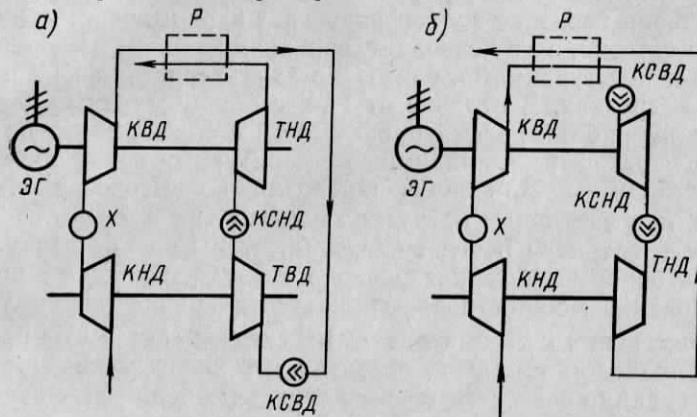 а) Р
КВД ТНД
ЭГ
Х КСНД
КНД ТВД
КСВД
б) Р
КСВД
КВД
ЭГ
КСНД
Х
ТНД
КНД